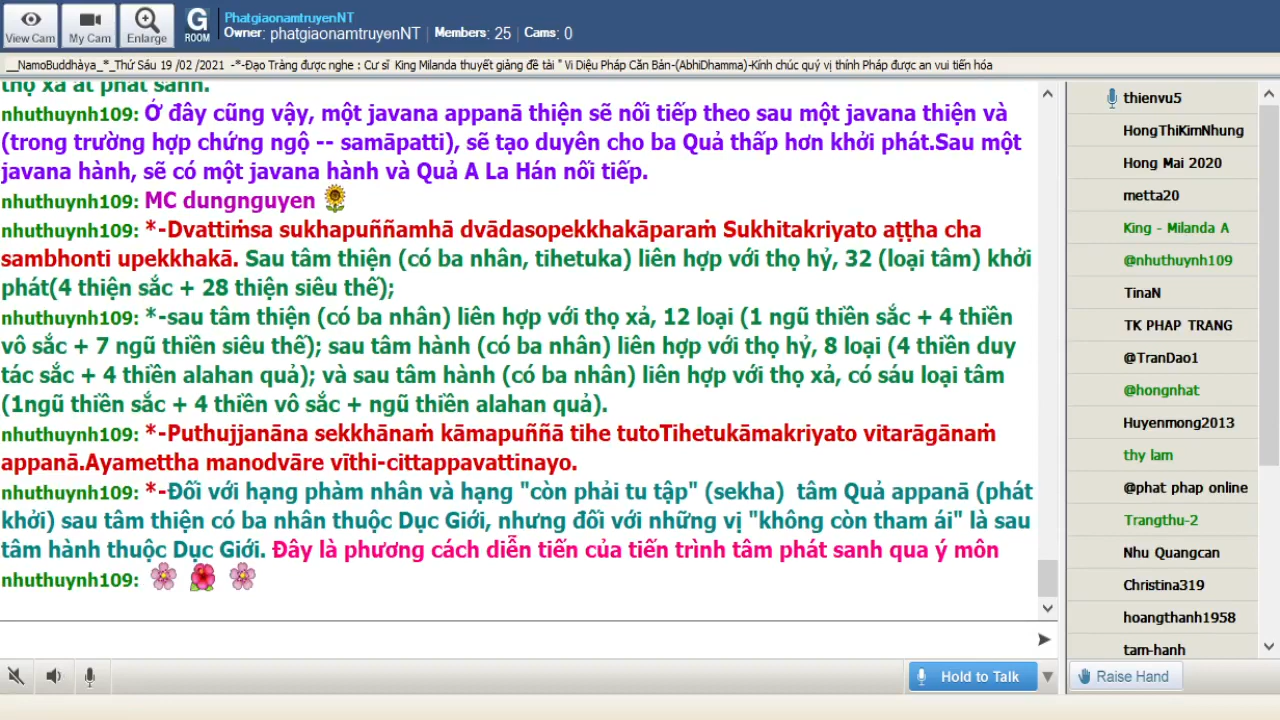 View Cam
My Cam
Enlarge
G
ROOM
PhatgiaonamtruyenNT
Owner: phatgiaonamtruyenNT | Members: 25 | Cams: 0
__NamoBuddhàya_*_Thứ Sáu 19 /02 /2021 -*-Đạo Tràng được nghe : Cư sĩ King Milanda thuyết giảng đề tài " Vi Diệu Pháp Căn Bản-(AbhiDhamma)-Kính chúc quý vị thính Pháp được an vui tiến hóa
thọ xả ắt phát sanh.
nhuthuynh109: Ở đây cũng vậy, một javana appanā thiện sẽ nối tiếp theo sau một javana thiện và
(trong trường hợp chứng ngộ -- samāpatti), sẽ tạo duyên cho ba Quả thấp hơn khởi phát.Sau một
javana hành, sẽ có một javana hành và Quả A La Hán nối tiếp.
nhuthuynh109: MC dungnguyen
nhuthuynh109: *-Dvattiṁsa sukhapuññamhā dvādasopekkhakāparaṁ Sukhitakriyato aṭṭha cha
sambhonti upekkhakā. Sau tâm thiện (có ba nhân, tihetuka) liên hợp với thọ hỷ, 32 (loại tâm) khởi
phát(4 thiện sắc + 28 thiện siêu thế);
nhuthuynh109: *-sau tâm thiện (có ba nhân) liên hợp với thọ xả, 12 loại (1 ngũ thiền sắc + 4 thiền
vô sắc + 7 ngũ thiền siêu thế); sau tâm hành (có ba nhân) liên hợp với thọ hỷ, 8 loại (4 thiền duy
tác sắc + 4 thiền alahan quả); và sau tâm hành (có ba nhân) liên hợp với thọ xả, có sáu loại tâm
(1ngũ thiền sắc + 4 thiền vô sắc + ngũ thiền alahan quả).
nhuthuynh109: *-Puthujjanāna sekkhānaṁ kāmapuññā tihe tutoTihetukāmakriyato vitarāgānaṁ
appanā.Ayamettha manodvāre vīthi-cittappavattinayo.
nhuthuynh109: *-Đối với hạng phàm nhân và hạng "còn phải tu tập" (sekha) tâm Quả appanā (phát
khởi) sau tâm thiện có ba nhân thuộc Dục Giới, nhưng đối với những vị "không còn tham ái" là sau
tâm hành thuộc Dục Giới. Đây là phương cách diễn tiến của tiến trình tâm phát sanh qua ý môn
nhuthuynh109:
thienvu5
HongThiKimNhung
Hong Mai 2020
metta20
King - Milanda A
@nhuthuynh109
TinaN
TK PHAP TRANG
@TranDao1
@hongnhat
Huyenmong2013
thy lam
@phat phap online
Trangthu-2
Nhu Quangcan
Christina319
hoangthanh1958
tam-hanh
Hold to Talk
Raise Hand